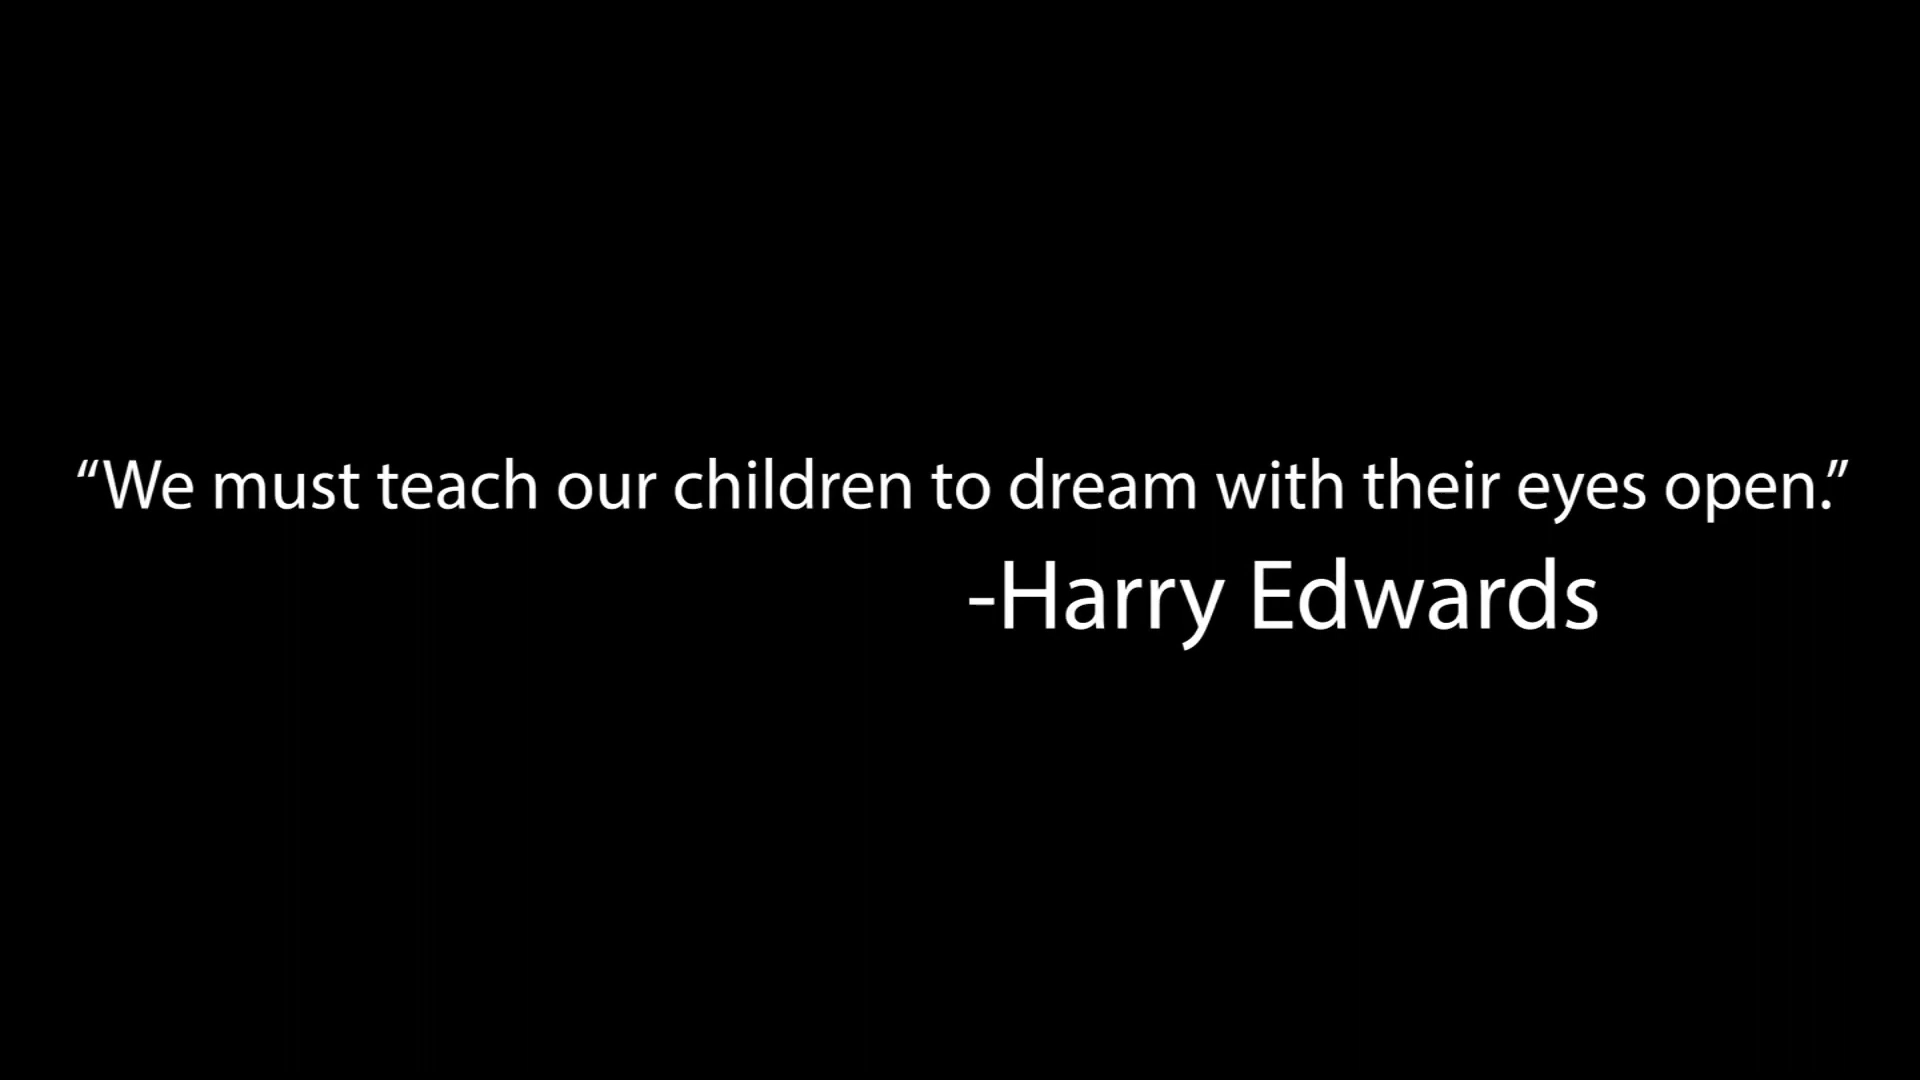 “We must teach our children to dream with their eyes open.”
-Harry Edwards